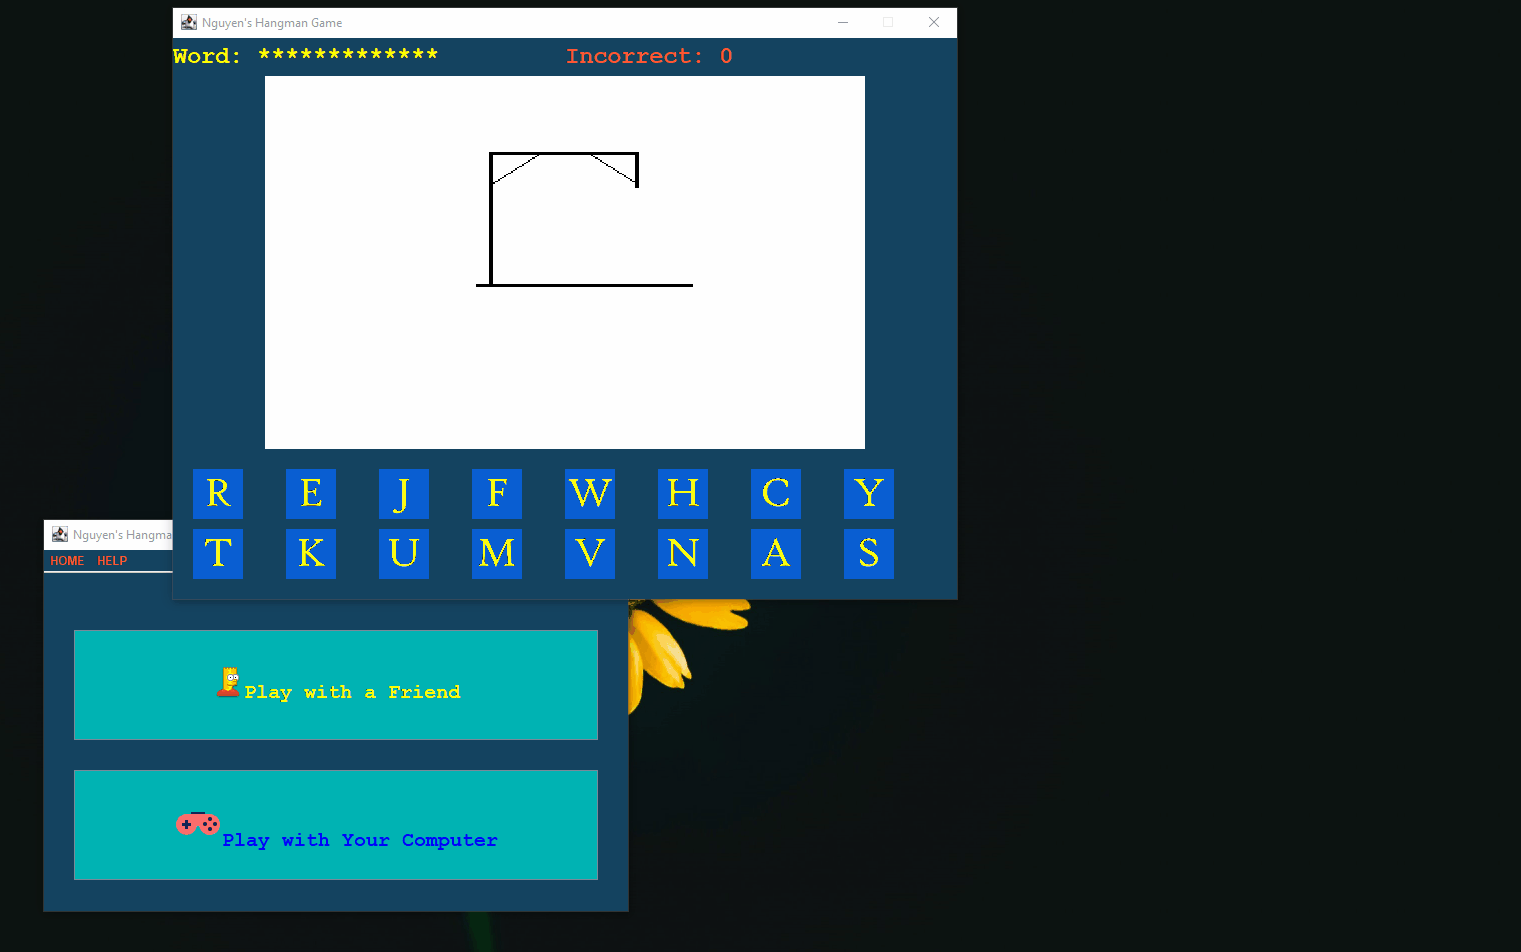 Nguyen's Hangman Game
Word: *************
Incorrect: 0
R E J F W H C Y
T K U M V N A S
Nguyen's Hangma
HOME HELP
Play with a Friend
Play with Your Computer